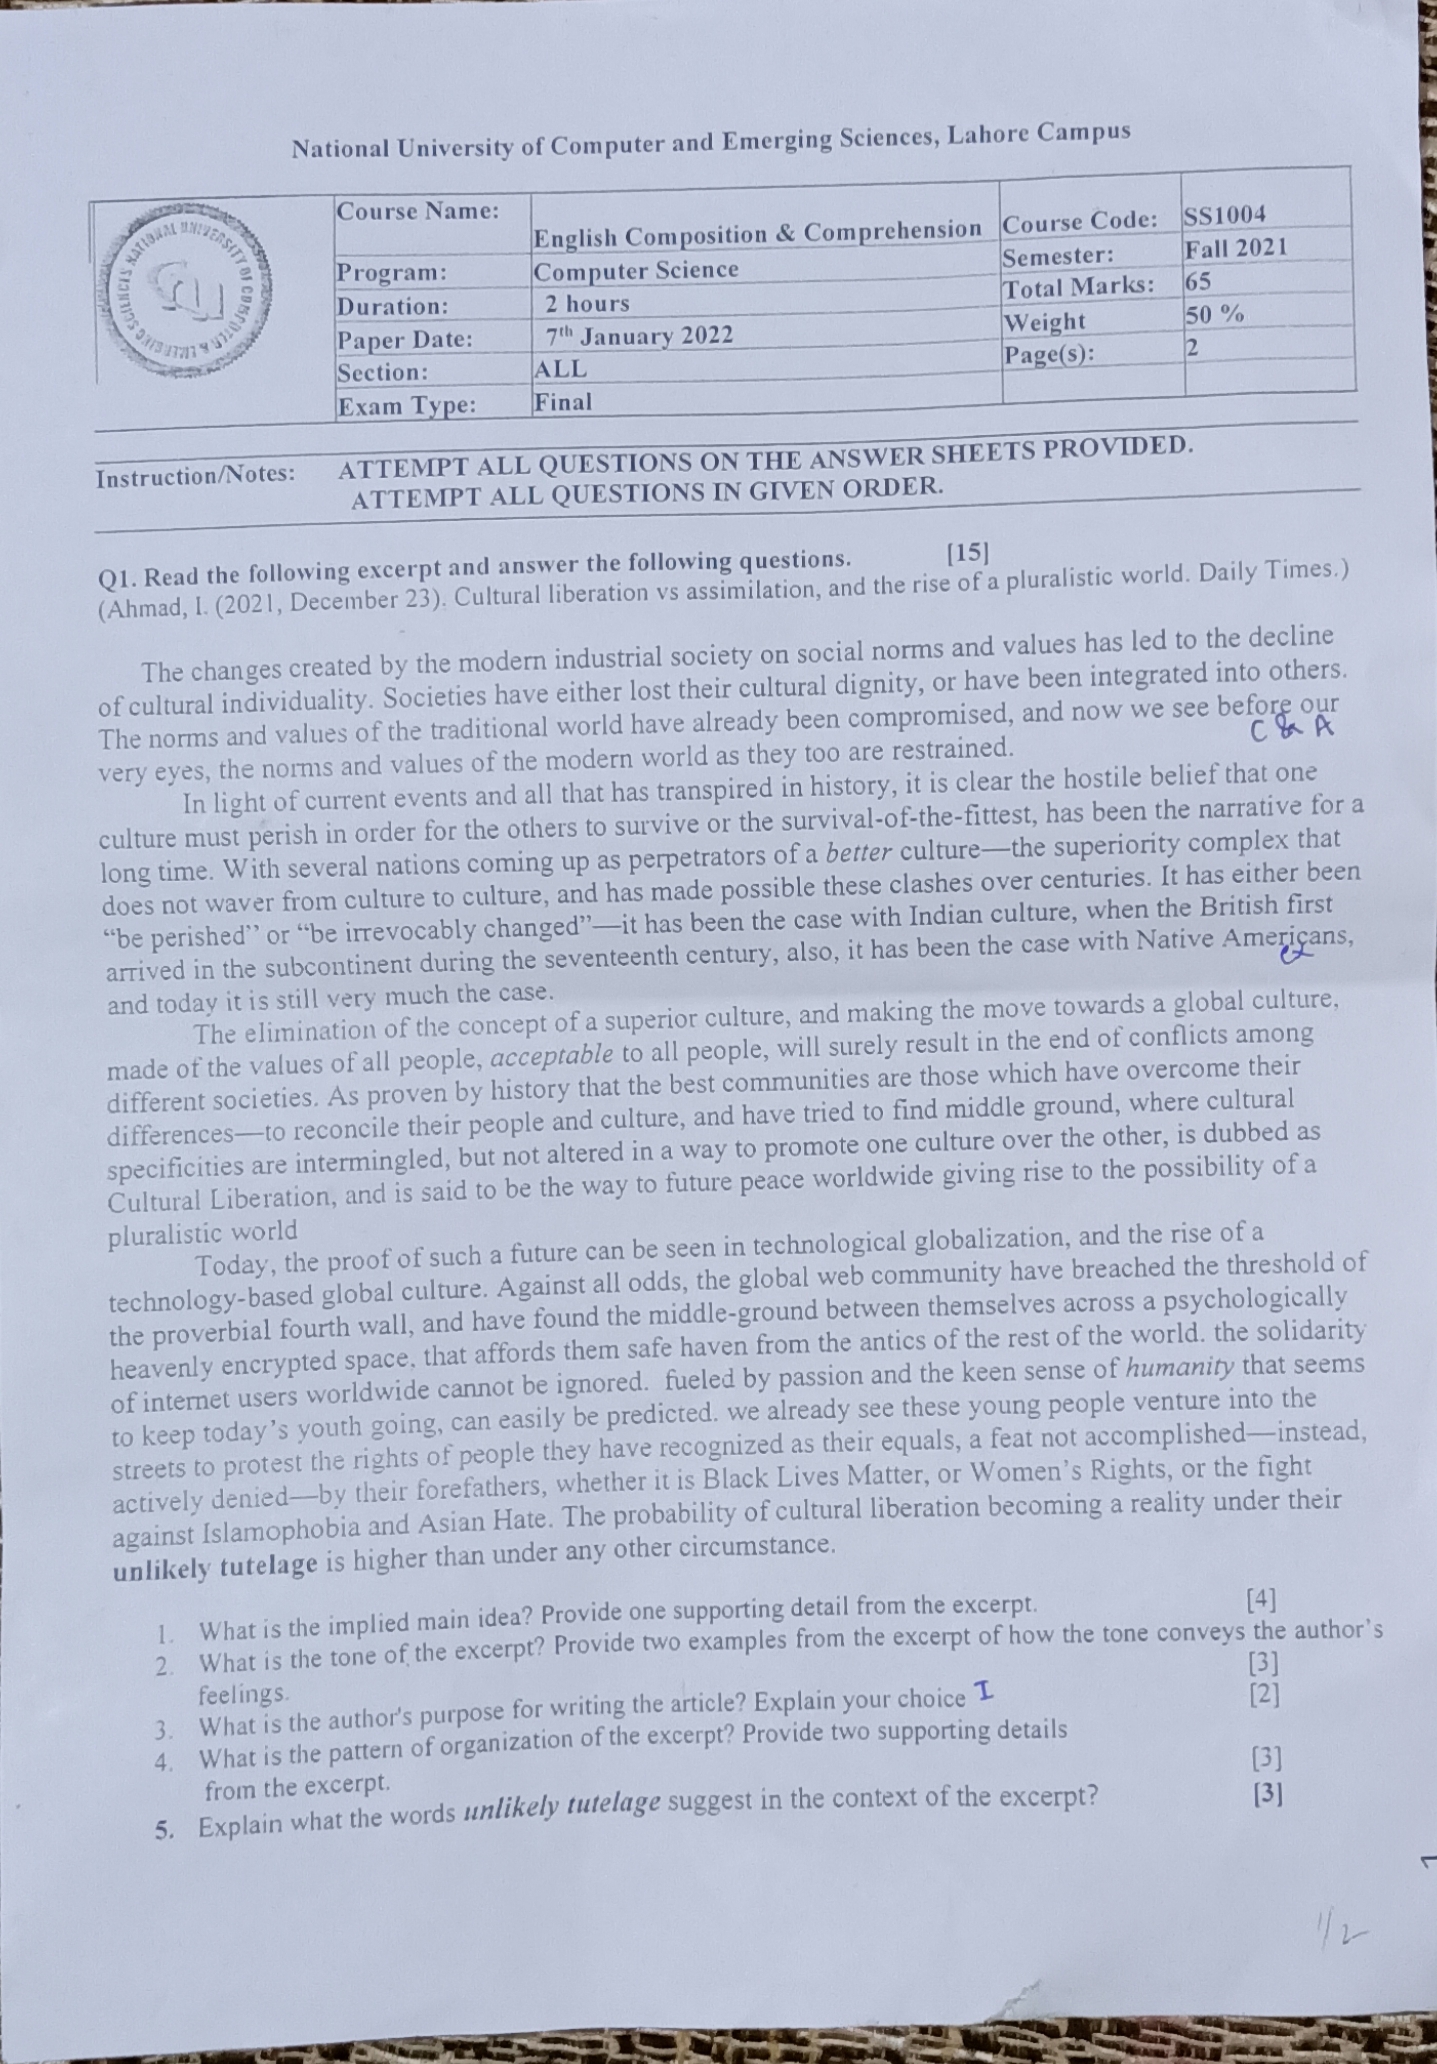 National University of Computer and Emerging Sciences, Lahore Campus
NATIONAL UNIVERSITY OF COMPUTER & EMERGING SCIENCES
Course Name: English Composition & Comprehension Course Code: SS1004
Program: Computer Science Semester: Fall 2021
Duration: 2 hours Total Marks: 65
Paper Date: 7th January 2022 Weight 50 %
Section: ALL Page(s): 2
Exam Type: Final
Instruction/Notes: ATTEMPT ALL QUESTIONS ON THE ANSWER SHEETS PROVIDED.
ATTEMPT ALL QUESTIONS IN GIVEN ORDER.
Q1. Read the following excerpt and answer the following questions. [15]
(Ahmad, I. (2021, December 23). Cultural liberation vs assimilation, and the rise of a pluralistic world. Daily Times.)
The changes created by the modern industrial society on social norms and values has led to the decline
of cultural individuality. Societies have either lost their cultural dignity, or have been integrated into others.
The norms and values of the traditional world have already been compromised, and now we see before our
C & A
very eyes, the norms and values of the modern world as they too are restrained.
In light of current events and all that has transpired in history, it is clear the hostile belief that one
culture must perish in order for the others to survive or the survival-of-the-fittest, has been the narrative for a
long time. With several nations coming up as perpetrators of a better culture—the superiority complex that
does not waver from culture to culture, and has made possible these clashes over centuries. It has either been
“be perished” or “be irrevocably changed”—it has been the case with Indian culture, when the British first
arrived in the subcontinent during the seventeenth century, also, it has been the case with Native Americans,
ex
and today it is still very much the case.
The elimination of the concept of a superior culture, and making the move towards a global culture,
made of the values of all people, acceptable to all people, will surely result in the end of conflicts among
different societies. As proven by history that the best communities are those which have overcome their
differences—to reconcile their people and culture, and have tried to find middle ground, where cultural
specificities are intermingled, but not altered in a way to promote one culture over the other, is dubbed as
Cultural Liberation, and is said to be the way to future peace worldwide giving rise to the possibility of a
pluralistic world
Today, the proof of such a future can be seen in technological globalization, and the rise of a
technology-based global culture. Against all odds, the global web community have breached the threshold of
the proverbial fourth wall, and have found the middle-ground between themselves across a psychologically
heavenly encrypted space, that affords them safe haven from the antics of the rest of the world. the solidarity
of internet users worldwide cannot be ignored. fueled by passion and the keen sense of humanity that seems
to keep today's youth going, can easily be predicted. we already see these young people venture into the
streets to protest the rights of people they have recognized as their equals, a feat not accomplished—instead,
actively denied—by their forefathers, whether it is Black Lives Matter, or Women's Rights, or the fight
against Islamophobia and Asian Hate. The probability of cultural liberation becoming a reality under their
unlikely tutelage is higher than under any other circumstance.
1. What is the implied main idea? Provide one supporting detail from the excerpt. [4]
2. What is the tone of the excerpt? Provide two examples from the excerpt of how the tone conveys the author's
feelings. [3]
3. What is the author's purpose for writing the article? Explain your choice I [2]
4. What is the pattern of organization of the excerpt? Provide two supporting details
from the excerpt. [3]
5. Explain what the words unlikely tutelage suggest in the context of the excerpt? [3]
1/2